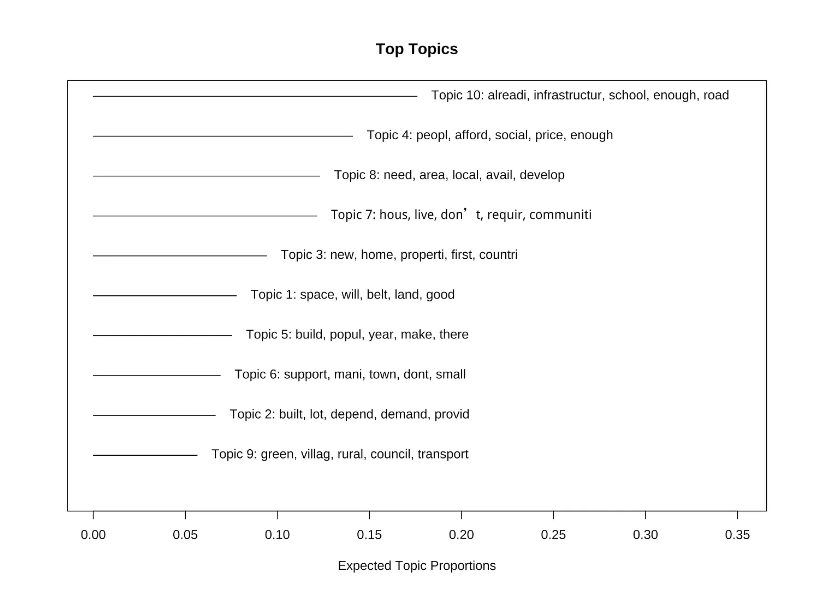 Top Topics
Topic 10: alreadi, infrastructur, school, enough, road
Topic 4: peopl, afford, social, price, enough
Topic 8: need, area, local, avail, develop
Topic 7: hous, live, don’t, requir, communiti
Topic 3: new, home, properti, first, countri
Topic 1: space, will, belt, land, good
Topic 5: build, popul, year, make, there
Topic 6: support, mani, town, dont, small
Topic 2: built, lot, depend, demand, provid
Topic 9: green, villag, rural, council, transport
0.00 0.05 0.10 0.15 0.20 0.25 0.30 0.35
Expected Topic Proportions